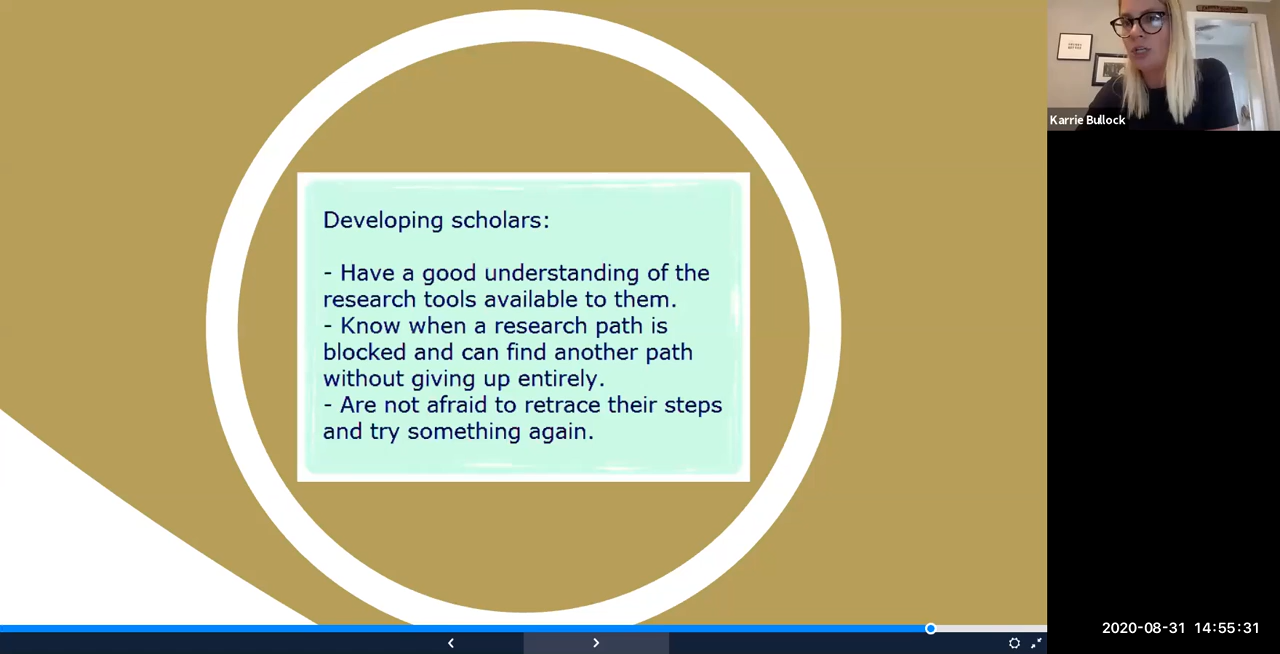 Developing scholars:
- Have a good understanding of the
research tools available to them.
- Know when a research path is
blocked and can find another path
without giving up entirely.
- Are not afraid to retrace their steps
and try something again.
Karrie Bullock
2020-08-31 14:55:31